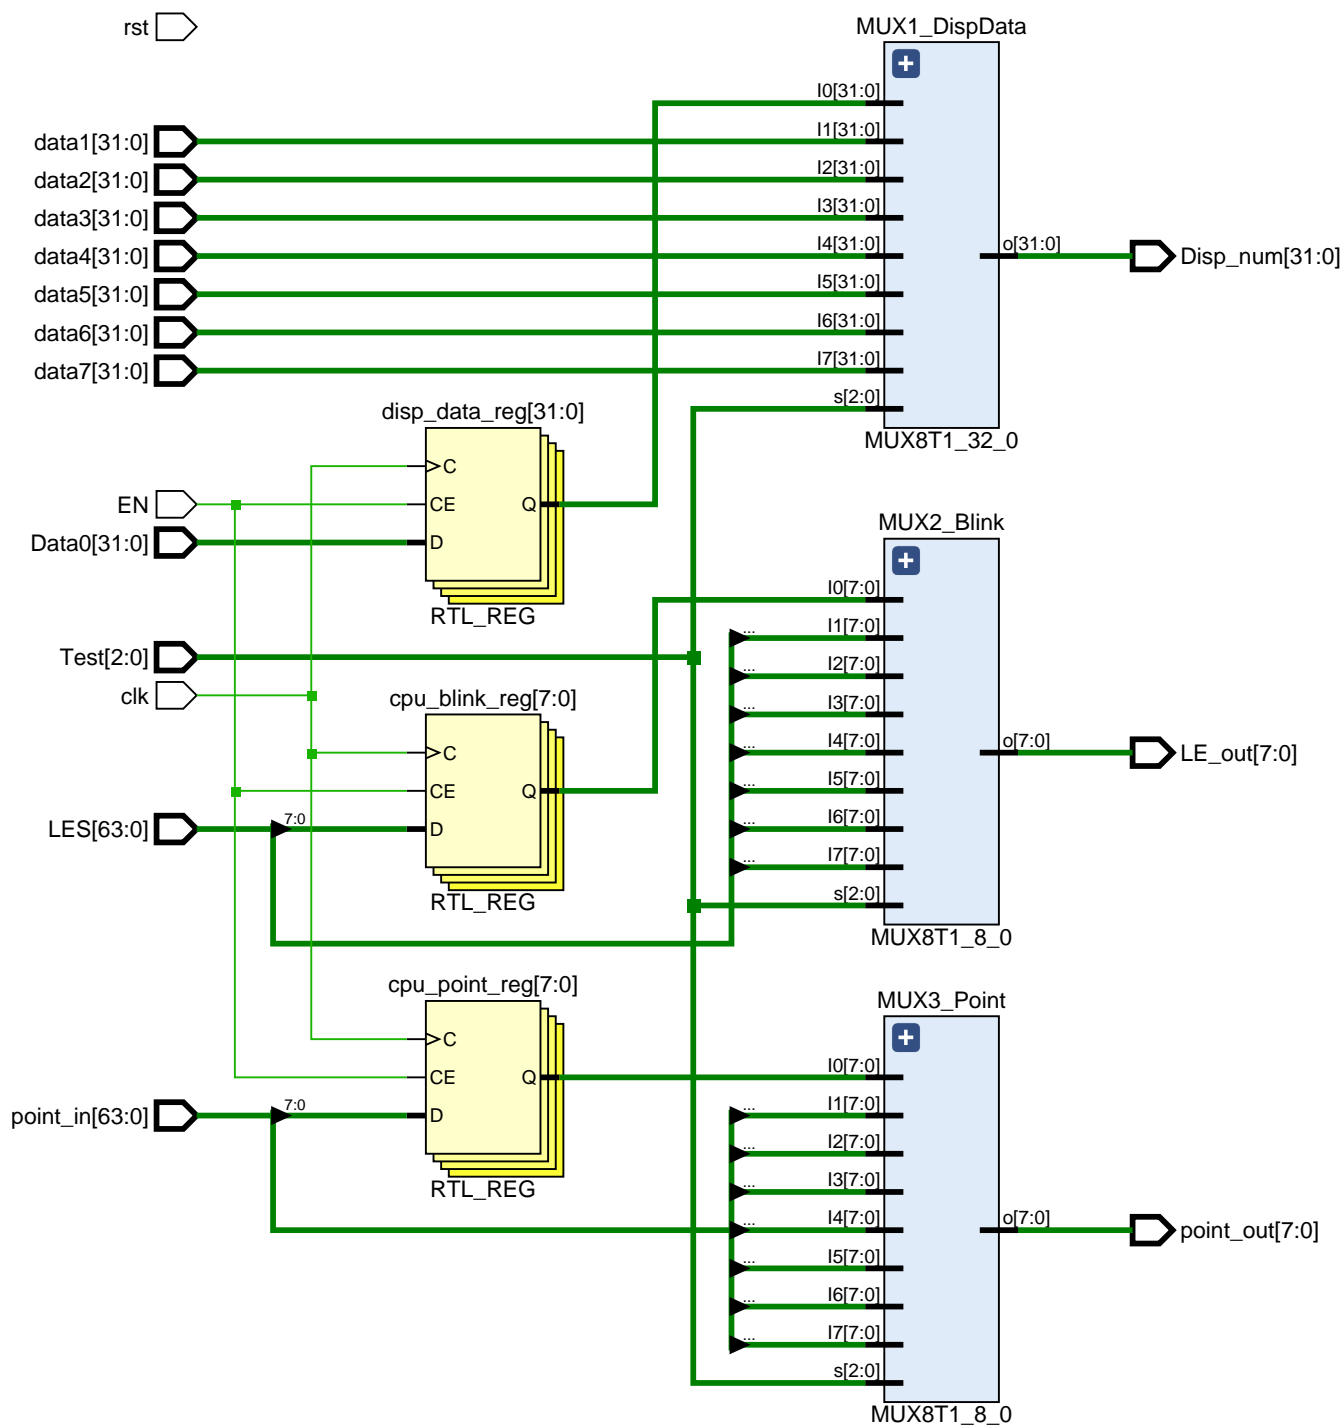 rst
MUX1_DispData
I0[31:0]
data1[31:0]
I1[31:0]
data2[31:0]
I2[31:0]
data3[31:0]
I3[31:0]
data4[31:0]
I4[31:0]
o[31:0]
Disp_num[31:0]
data5[31:0]
I5[31:0]
data6[31:0]
I6[31:0]
data7[31:0]
I7[31:0]
s[2:0]
MUX8T1_32_0
disp_data_reg[31:0]
C
EN
CE
Q
Data0[31:0]
D
RTL_REG
MUX2_Blink
I0[7:0]
Test[2:0]
... I1[7:0]
... I2[7:0]
clk
cpu_blink_reg[7:0]
... I3[7:0]
C
... I4[7:0]
o[7:0]
LE_out[7:0]
CE
Q
... I5[7:0]
LES[63:0]
7:0
D
... I6[7:0]
... I7[7:0]
RTL_REG
s[2:0]
MUX8T1_8_0
cpu_point_reg[7:0]
MUX3_Point
C
CE
Q
I0[7:0]
point_in[63:0]
7:0
D
... I1[7:0]
... I2[7:0]
RTL_REG
... I3[7:0]
... I4[7:0]
o[7:0]
point_out[7:0]
... I5[7:0]
... I6[7:0]
... I7[7:0]
s[2:0]
MUX8T1_8_0